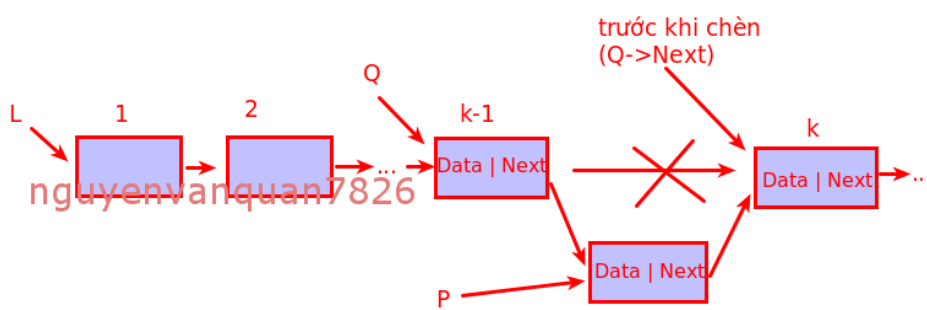 trước khi chèn
(Q->Next)
Q
L
1
2
k-1
k
Data | Next
...
Data | Next
..
nguyenvanquan7826
Data | Next
P